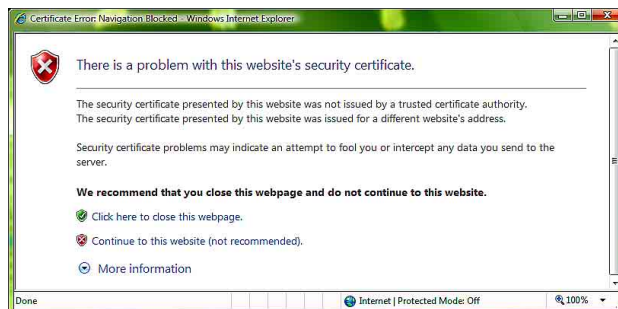 Certificate Error: Navigation Blocked - Windows Internet Explorer
There is a problem with this website's security certificate.
The security certificate presented by this website was not issued by a trusted certificate authority.
The security certificate presented by this website was issued for a different website's address.
Security certificate problems may indicate an attempt to fool you or intercept any data you send to the
server.
We recommend that you close this webpage and do not continue to this website.
Click here to close this webpage.
Continue to this website (not recommended).
More information
Done Internet | Protected Mode: Off 100%